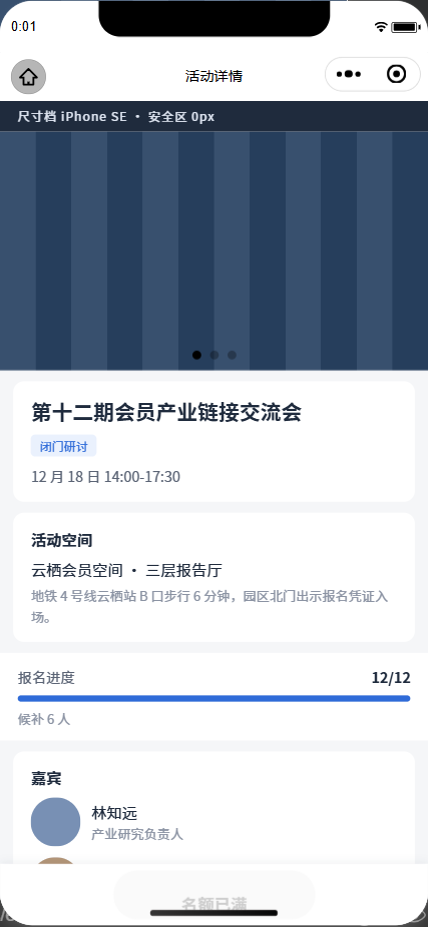 0:01
活动详情
尺寸档 iPhone SE · 安全区 0px
第十二期会员产业链接交流会
闭门研讨
12 月 18 日 14:00-17:30
活动空间
云栖会员空间 · 三层报告厅
地铁 4 号线云栖站 B 口步行 6 分钟，园区北门出示报名凭证入
场。
报名进度
12/12
候补 6 人
嘉宾
林知远
产业研究负责人
名额已满